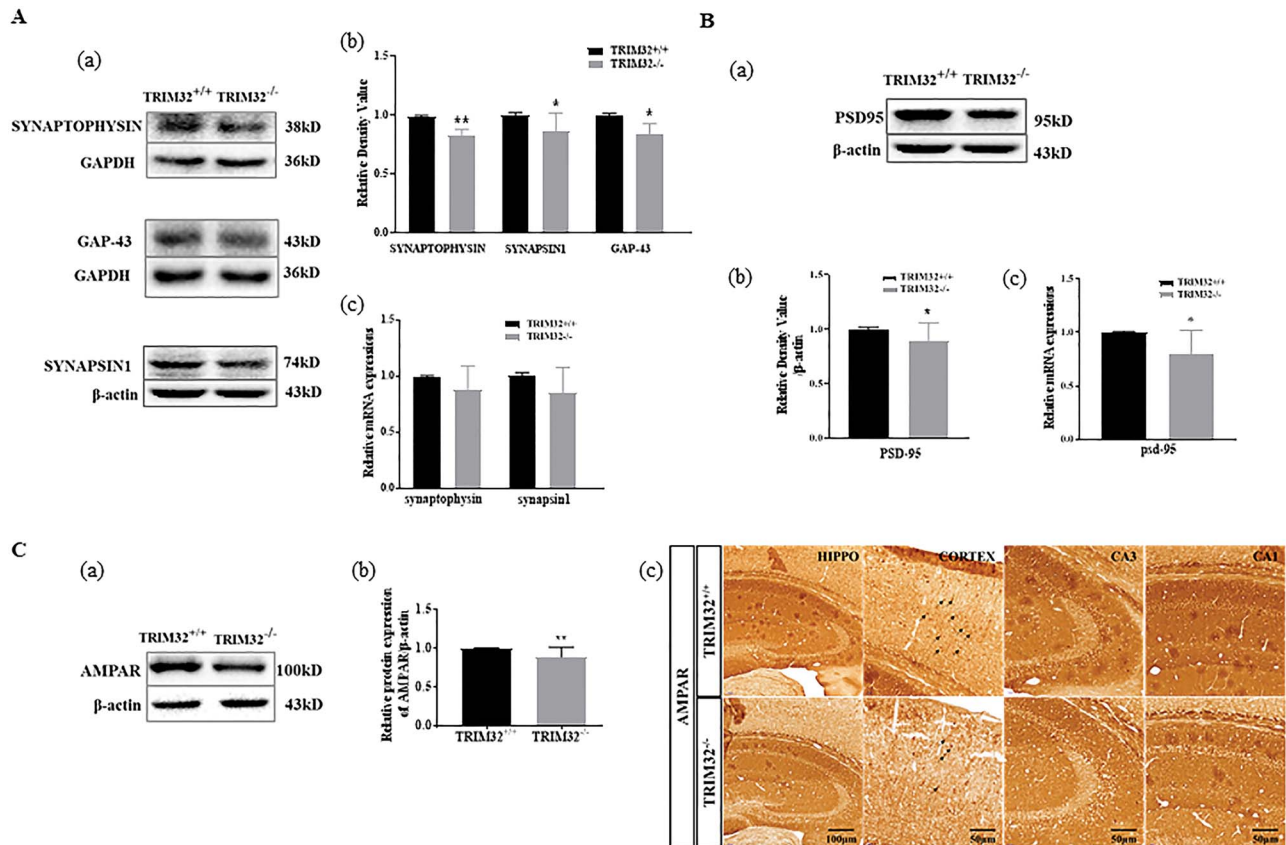 A
(a)
TRIM32+/+ TRIM32-/-
SYNAPTOPHYSIN 38kD
GAPDH 36kD
GAP-43 43kD
GAPDH 36kD
SYNAPSIN1 74kD
β-actin 43kD
(b)
TRIM32+/+
TRIM32-/-
Relative Density Value
1.5
1.0
0.5
0.0
** * *
SYNAPTOPHYSIN SYNAPSIN1 GAP-43
(c)
TRIM32+/+
TRIM32-/-
Relative mRNA expressions
1.5
1.0
0.5
0.0
synaptophysin synapsin1
B
(a)
TRIM32+/+ TRIM32-/-
PSD95 95kD
β-actin 43kD
(b)
TRIM32+/+
TRIM32-/-
Relative Density Value
/β-actin
1.5
1.0
0.5
0.0
*
PSD-95
(c)
TRIM32+/+
TRIM32-/-
Relative mRNA expressions
1.5
1.0
0.5
0.0
*
psd-95
C
(a)
TRIM32+/+ TRIM32-/-
AMPAR 100kD
β-actin 43kD
(b)
Relative protein expression
of AMPAR/β-actin
1.5
1.0
0.5
0.0
**
TRIM32+/+ TRIM32-/-
(c)
AMPAR
TRIM32+/+
TRIM32-/-
HIPPO CORTEX CA3 CA1
100μm 50μm 50μm 50μm